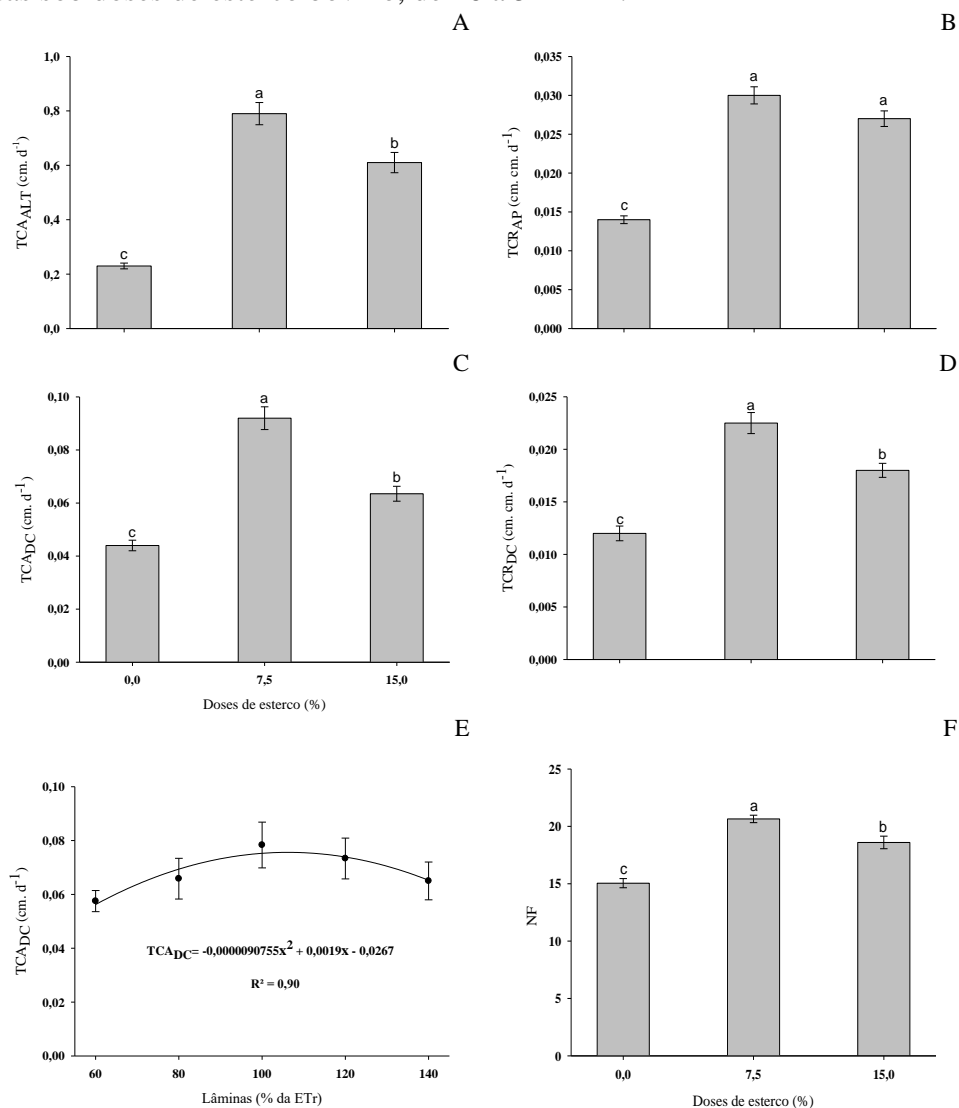 A
B
1,0
0,8
0,6
0,4
0,2
0,0
TCA_ALT (cm. d^-1)
c
a
b
0,030
0,025
0,020
0,015
0,010
0,005
0,000
0,035
TCR_AP (cm. cm. d^-1)
c
a
a
C
D
0,10
0,08
0,06
0,04
0,02
0,00
TCA_DC (cm. d^-1)
c
a
b
0,0 7,5 15,0
Doses de esterco (%)
0,025
0,020
0,015
0,010
0,005
0,000
TCR_DC (cm. cm. d^-1)
c
a
b
E
F
0,10
0,08
0,06
0,04
0,02
0,00
TCA_DC (cm. d^-1)
TCA_DC= -0,0000090755x^2 + 0,0019x - 0,0267
R² = 0,90
60 80 100 120 140
Lâminas (% da ETr)
25
20
15
10
5
0
NF
c
a
b
0,0 7,5 15,0
Doses de esterco (%)